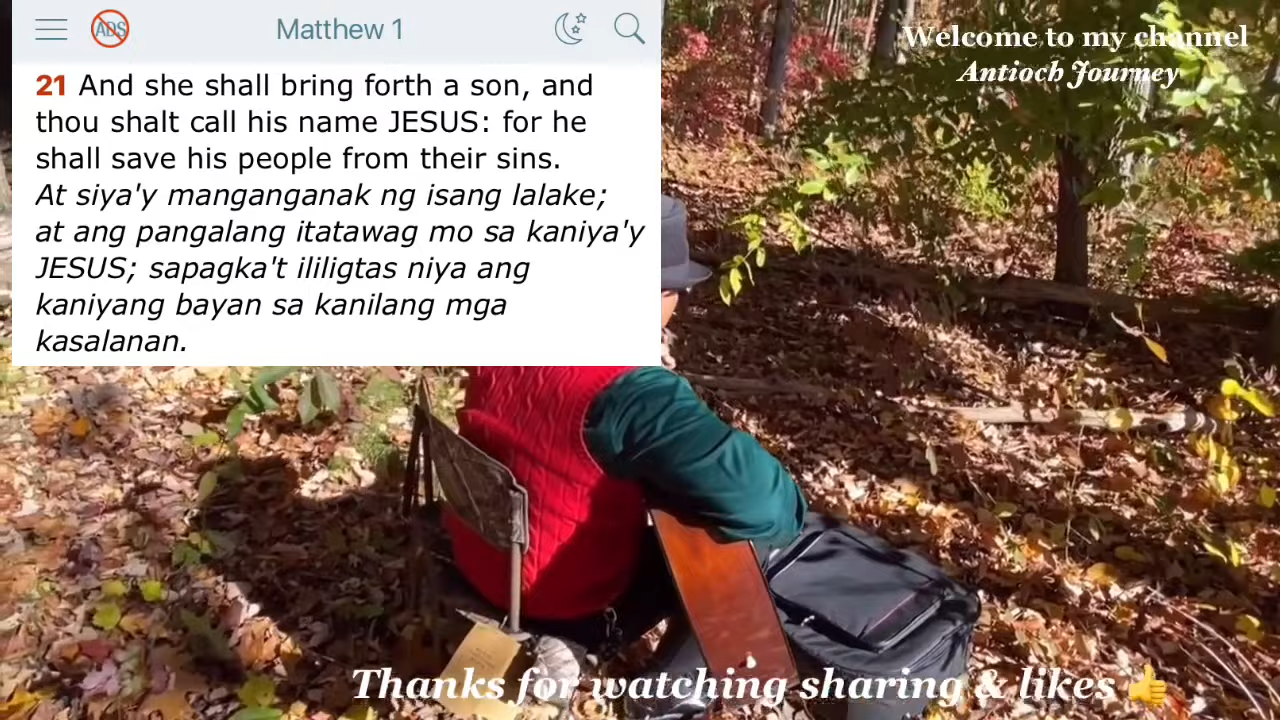 ADS
Matthew 1
21 And she shall bring forth a son, and
thou shalt call his name JESUS: for he
shall save his people from their sins.
At siya'y manganganak ng isang lalake;
at ang pangalang itatawag mo sa kaniya'y
JESUS; sapagka't ililigtas niya ang
kaniyang bayan sa kanilang mga
kasalanan.
Welcome to my channel
Antioch Journey
Thanks for watching sharing & likes 👍